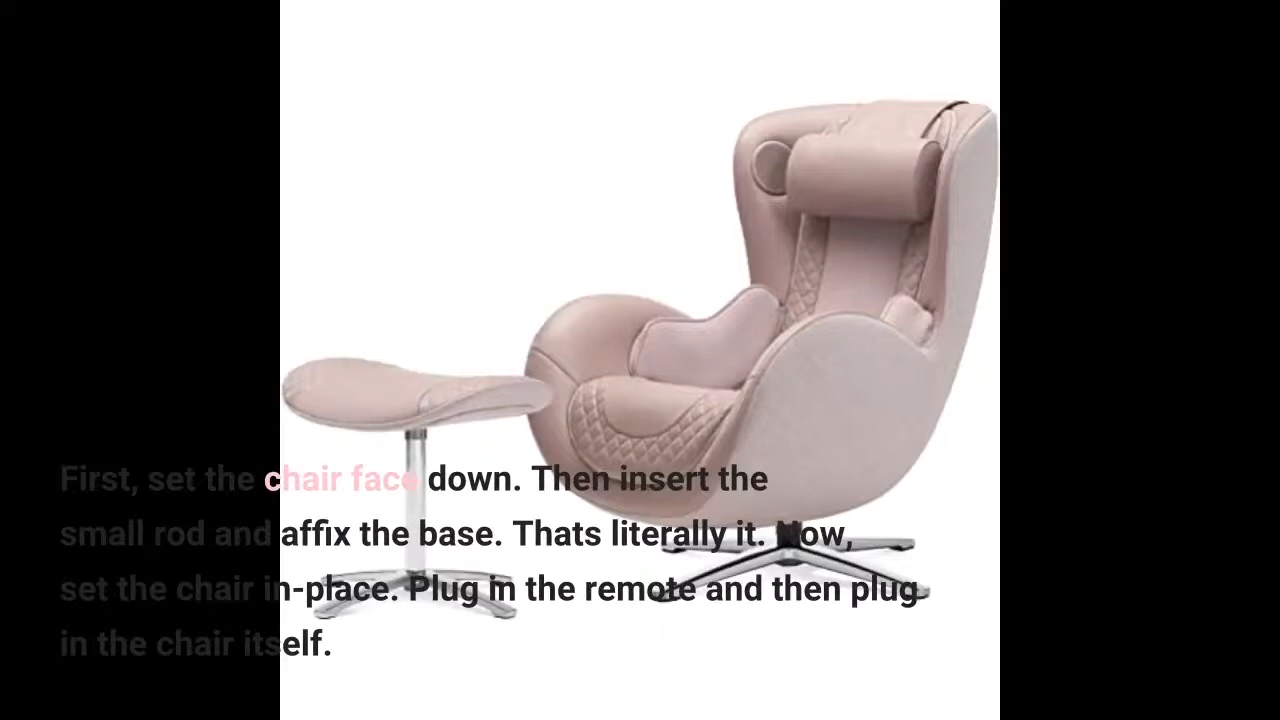 First, set the chair face down. Then insert the
small rod and affix the base. Thats literally it. Now,
set the chair in-place. Plug in the remote and then plug
in the chair itself.